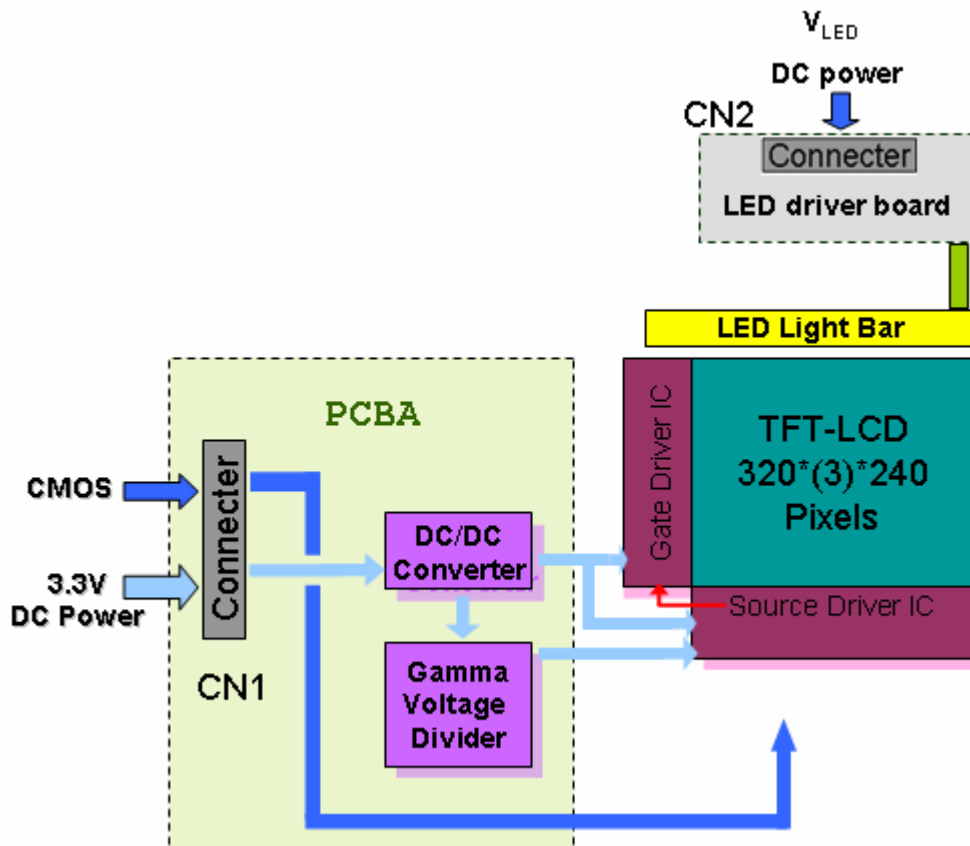 V_LED
DC power
CN2
Connecter
LED driver board
LED Light Bar
PCBA
Gate Driver IC
TFT-LCD
320*(3)*240
Pixels
CMOS
Connecter
DC/DC
Converter
3.3V
DC Power
Source Driver IC
CN1
Gamma
Voltage
Divider